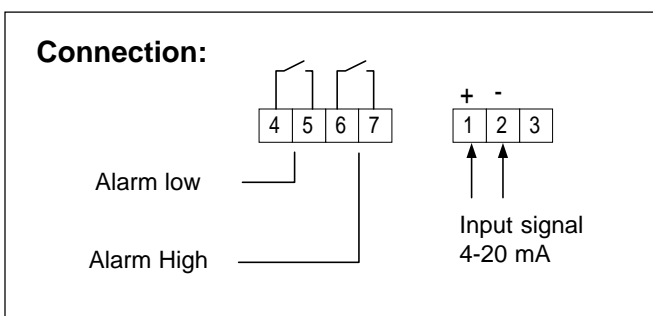 Connection:
+ -
4 5 6 7
1 2 3
Alarm low
Alarm High
Input signal
4-20 mA